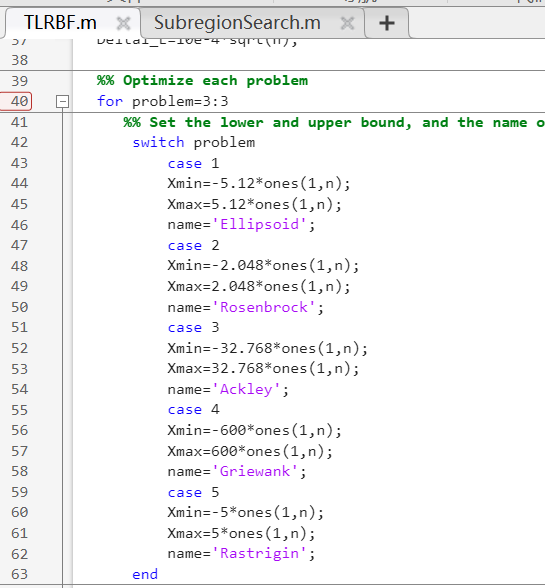 TLRBF.m SubregionSearch.m +
37 Delta1_L=10e-4*sqrt(n);
38
39 %% Optimize each problem
40 for problem=3:3
41 %% Set the lower and upper bound, and the name o
42 switch problem
43 case 1
44 Xmin=-5.12*ones(1,n);
45 Xmax=5.12*ones(1,n);
46 name='Ellipsoid';
47 case 2
48 Xmin=-2.048*ones(1,n);
49 Xmax=2.048*ones(1,n);
50 name='Rosenbrock';
51 case 3
52 Xmin=-32.768*ones(1,n);
53 Xmax=32.768*ones(1,n);
54 name='Ackley';
55 case 4
56 Xmin=-600*ones(1,n);
57 Xmax=600*ones(1,n);
58 name='Griewank';
59 case 5
60 Xmin=-5*ones(1,n);
61 Xmax=5*ones(1,n);
62 name='Rastrigin';
63 end